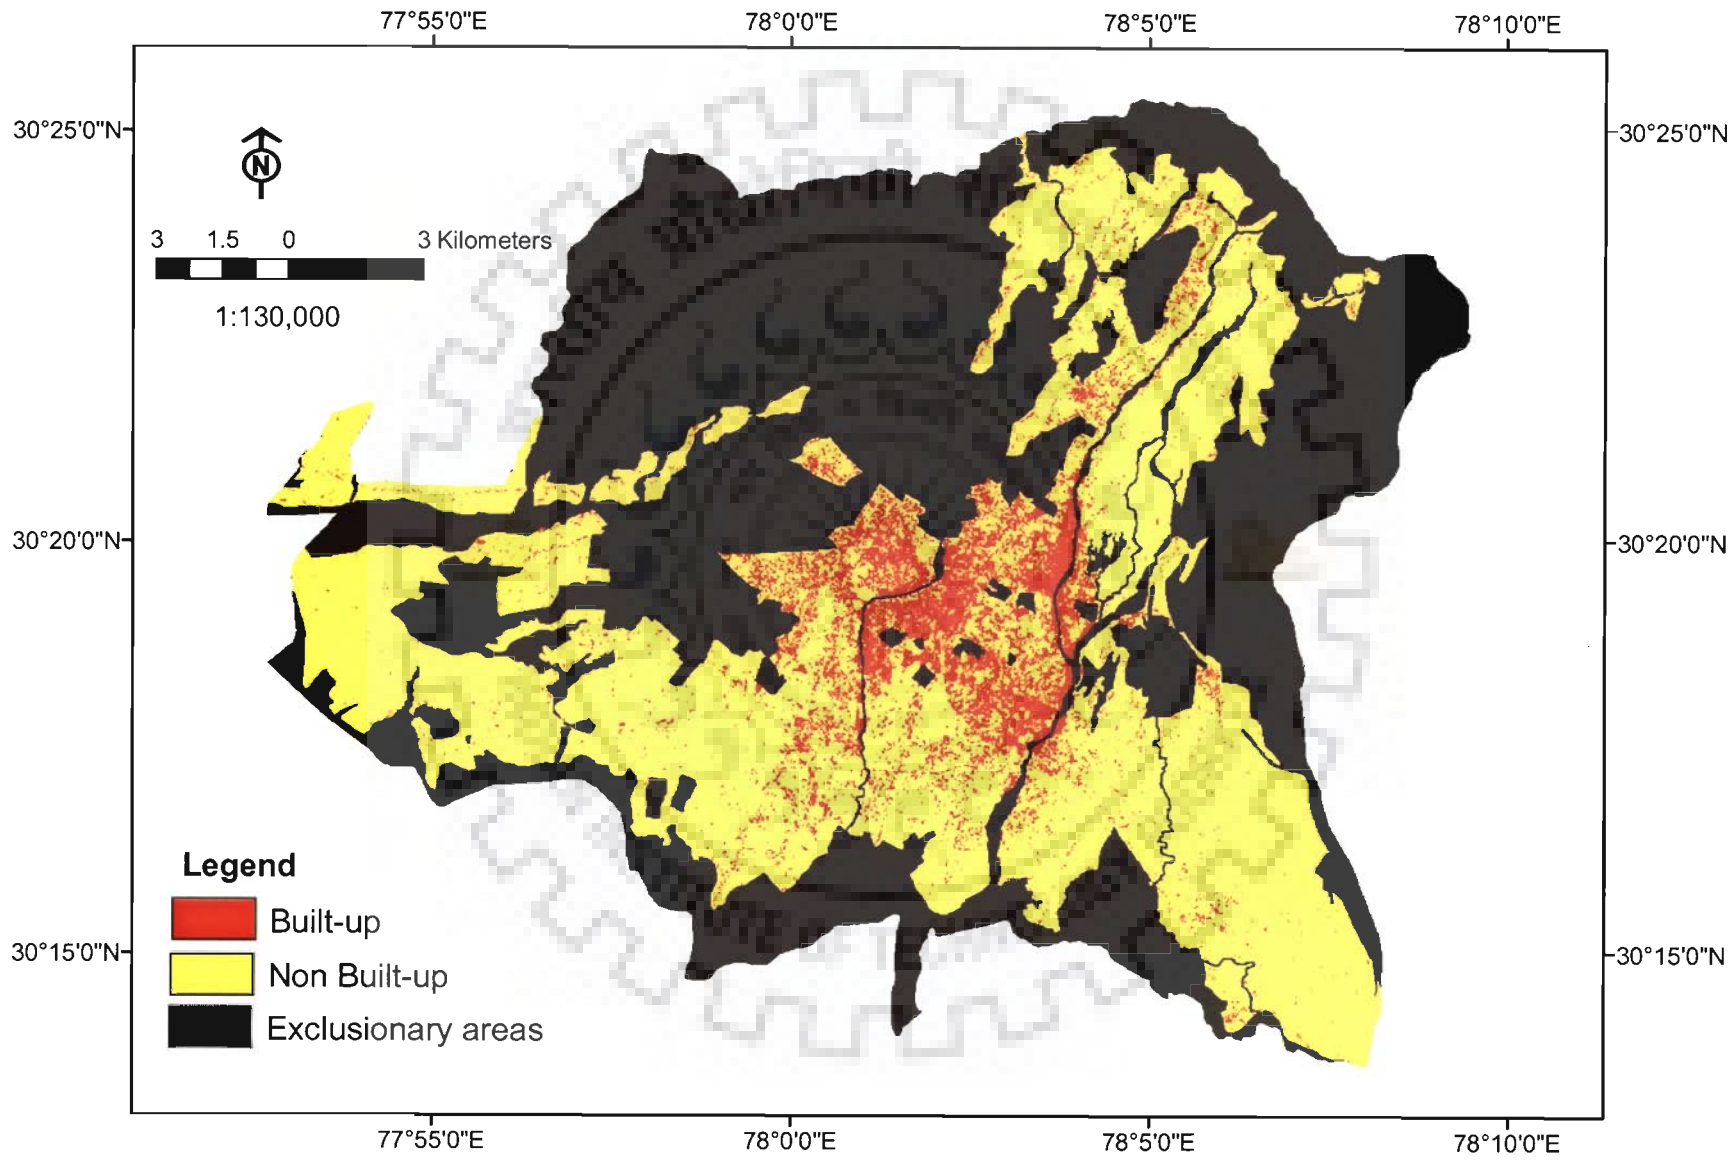 77°55'0"E 78°0'0"E 78°5'0"E 78°10'0"E
30°25'0"N 30°25'0"N
N
3 1.5 0 3 Kilometers
1:130,000
30°20'0"N 30°20'0"N
Legend
Built-up
Non Built-up
Exclusionary areas
30°15'0"N 30°15'0"N
77°55'0"E 78°0'0"E 78°5'0"E 78°10'0"E